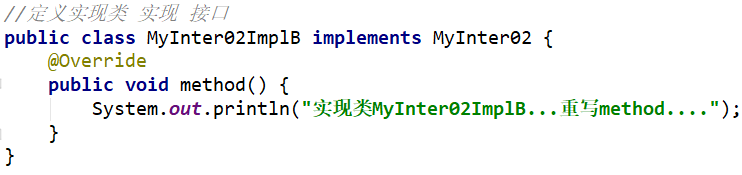 //定义实现类 实现 接口
public class MyInter02ImplB implements MyInter02 {
    @Override
    public void method() {
        System.out.println("实现类MyInter02ImplB...重写method....");
    }
}